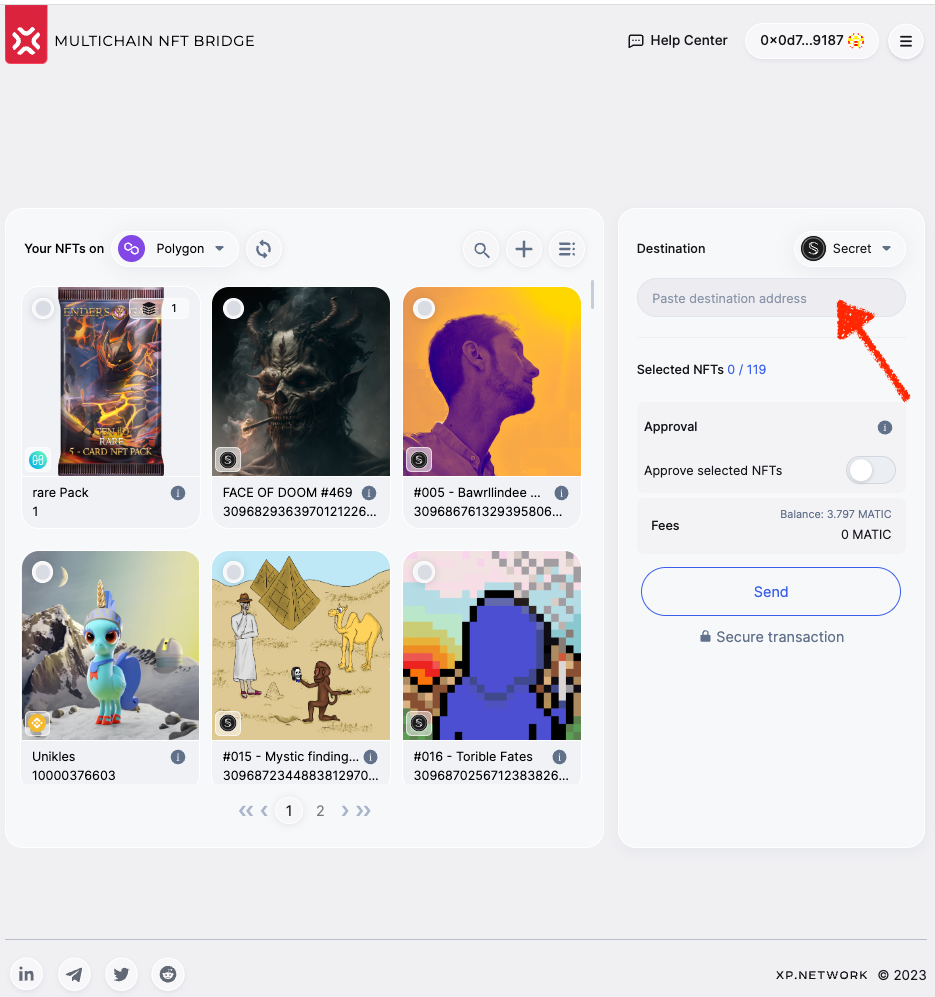 MULTICHAIN NFT BRIDGE
Help Center
0x0d7...9187
Your NFTs on
Polygon
1
RARE
5 - CARD NFT PACK
rare Pack
1
FACE OF DOOM #469
3096829363970121226...
#005 - Bawrllindee ...
309686761329395806...
Unikles
10000376603
#015 - Mystic finding...
3096872344883812970...
#016 - Torible Fates
3096870256712383826...
1
2
Destination
Secret
Paste destination address
Selected NFTs 0 / 119
Approval
Approve selected NFTs
Fees
Balance: 3.797 MATIC
0 MATIC
Send
Secure transaction
XP.NETWORK © 2023